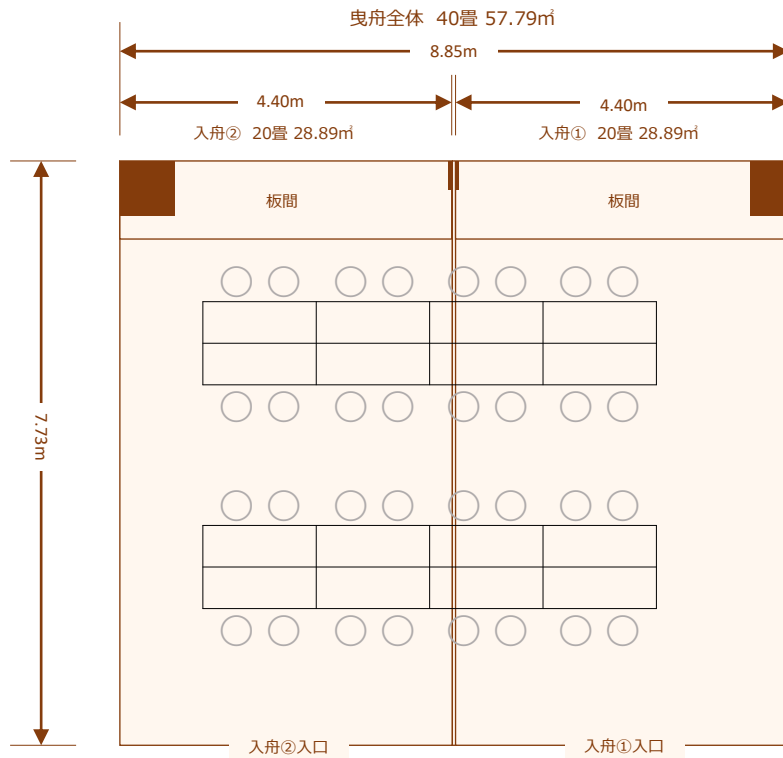 曳舟全体 40畳 57.79㎡
8.85m
4.40m
4.40m
入舟② 20畳 28.89㎡
入舟① 20畳 28.89㎡
板間
板間
7.73m
入舟②入口
入舟①入口